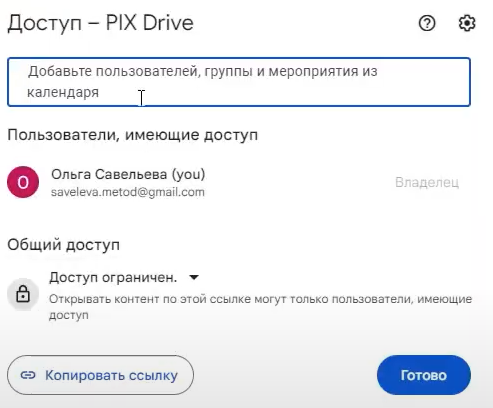 Доступ – PIX Drive
Добавьте пользователей, группы и мероприятия из
календаря
Пользователи, имеющие доступ
О
Ольга Савельева (you)
saveleva.metod@gmail.com
Владелец
Общий доступ
Доступ ограничен.
Открывать контент по этой ссылке могут только пользователи, имеющие
доступ
Копировать ссылку
Готово